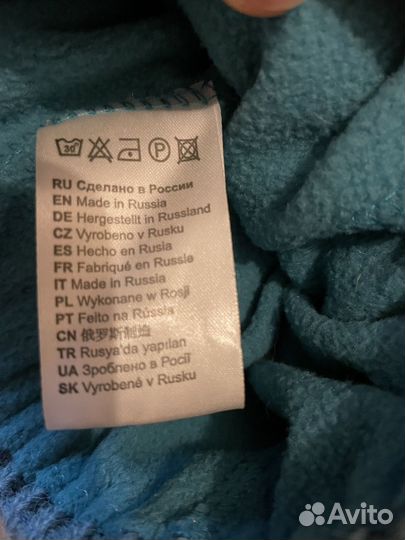 30°
P
RU Сделано в России
EN Made in Russia
DE Hergestellt in Russland
CZ Vyrobeno v Rusku
ES Hecho en Rusia
FR Fabriqué en Russie
IT Made in Russia
PL Wykonane w Rosji
PT Feito na Rússia
CN 俄罗斯制造
TR Rusya'da yapılan
UA Зроблено в Росії
SK Vyrobené v Rusku
Avito